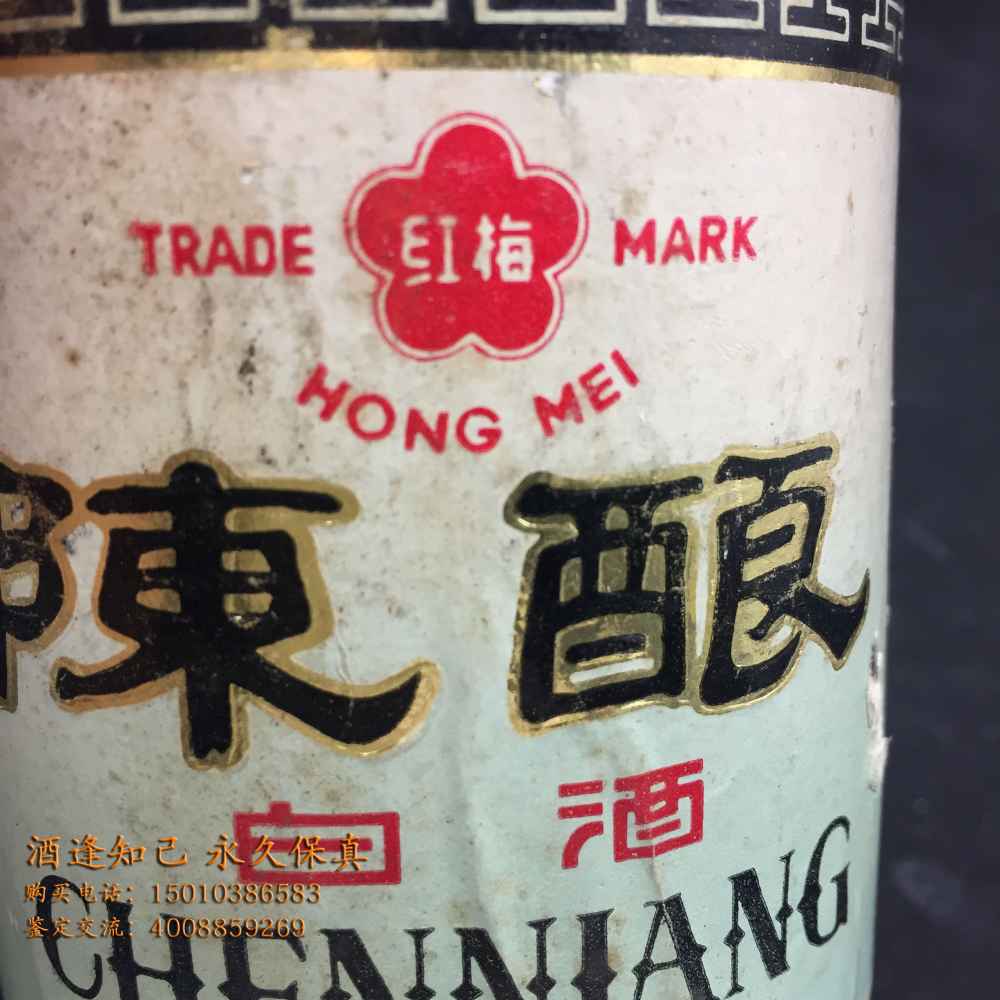 TRADE 红梅 MARK
HONG MEI
陳酿
白酒
CHENNIANG
酒逢知己 永久保真
购买电话：15010386583
鉴定交流：4008859269